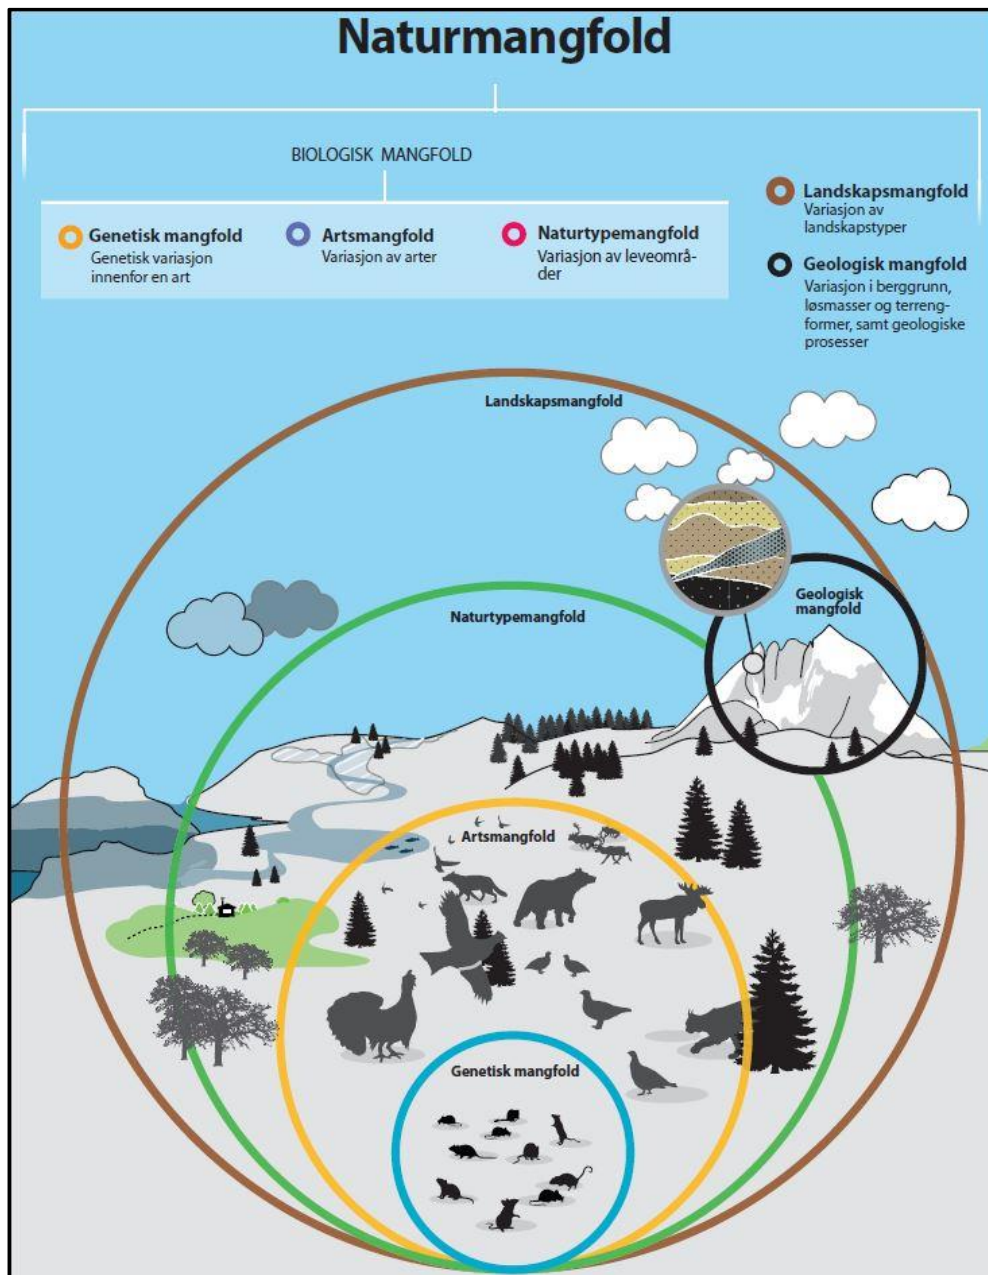 Naturmangfold
BIOLOGISK MANGFOLD
Genetisk mangfold
Genetisk variasjon
innenfor en art
Artsmangfold
Variasjon av arter
Naturtypemangfold
Variasjon av leveområ-
der
Landskapsmangfold
Variasjon av
landskapstyper
Geologisk mangfold
Variasjon i berggrunn,
løsmasser og terreng-
former, samt geologiske
prosesser
Landskapsmangfold
Geologisk
mangfold
Naturtypemangfold
Artsmangfold
Genetisk mangfold